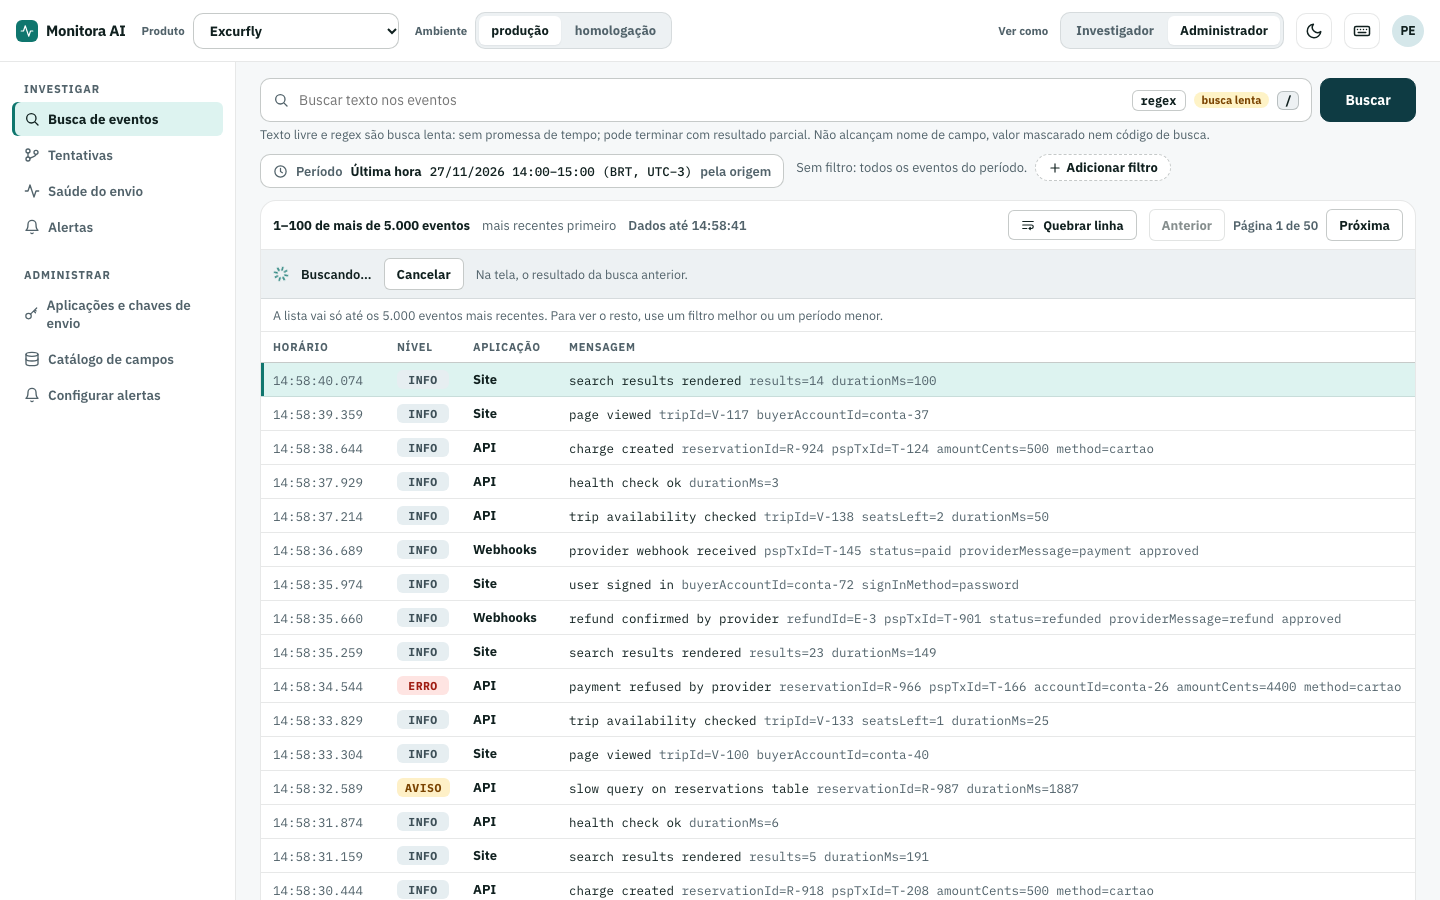 Monitora AI Produto Excurfly Ambiente produção homologação Ver como Investigador Administrador PE
INVESTIGAR
Busca de eventos
Tentativas
Saúde do envio
Alertas
ADMINISTRAR
Aplicações e chaves de
envio
Catálogo de campos
Configurar alertas
Buscar texto nos eventos regex busca lenta / Buscar
Texto livre e regex são busca lenta: sem promessa de tempo; pode terminar com resultado parcial. Não alcançam nome de campo, valor mascarado nem código de busca.
Período Última hora 27/11/2026 14:00–15:00 (BRT, UTC−3) pela origem Sem filtro: todos os eventos do período. + Adicionar filtro
1–100 de mais de 5.000 eventos mais recentes primeiro Dados até 14:58:41 Quebrar linha Anterior Página 1 de 50 Próxima
Buscando... Cancelar Na tela, o resultado da busca anterior.
A lista vai só até os 5.000 eventos mais recentes. Para ver o resto, use um filtro melhor ou um período menor.
HORÁRIO NÍVEL APLICAÇÃO MENSAGEM
14:58:40.074 INFO Site search results rendered results=14 durationMs=100
14:58:39.359 INFO Site page viewed tripId=V-117 buyerAccountId=conta-37
14:58:38.644 INFO API charge created reservationId=R-924 pspTxId=T-124 amountCents=500 method=cartao
14:58:37.929 INFO API health check ok durationMs=3
14:58:37.214 INFO API trip availability checked tripId=V-138 seatsLeft=2 durationMs=50
14:58:36.689 INFO Webhooks provider webhook received pspTxId=T-145 status=paid providerMessage=payment approved
14:58:35.974 INFO Site user signed in buyerAccountId=conta-72 signInMethod=password
14:58:35.660 INFO Webhooks refund confirmed by provider refundId=E-3 pspTxId=T-901 status=refunded providerMessage=refund approved
14:58:35.259 INFO Site search results rendered results=23 durationMs=149
14:58:34.544 ERRO API payment refused by provider reservationId=R-966 pspTxId=T-166 accountId=conta-26 amountCents=4400 method=cartao
14:58:33.829 INFO API trip availability checked tripId=V-133 seatsLeft=1 durationMs=25
14:58:33.304 INFO Site page viewed tripId=V-100 buyerAccountId=conta-40
14:58:32.589 AVISO API slow query on reservations table reservationId=R-987 durationMs=1887
14:58:31.874 INFO API health check ok durationMs=6
14:58:31.159 INFO Site search results rendered results=5 durationMs=191
14:58:30.444 INFO API charge created reservationId=R-918 pspTxId=T-208 amountCents=500 method=cartao